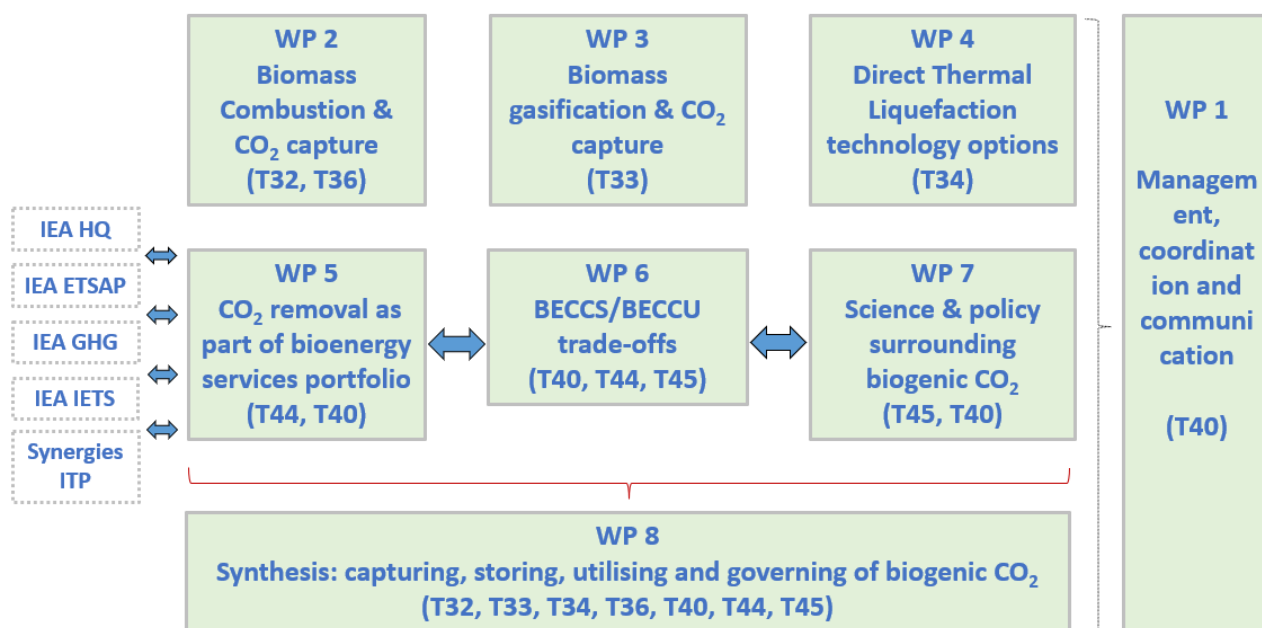 WP 2
Biomass
Combustion &
CO₂ capture
(T32, T36)
WP 3
Biomass
gasification & CO₂
capture
(T33)
WP 4
Direct Thermal
Liquefaction
technology options
(T34)
WP 1
Managem
ent,
coordinat
ion and
communi
cation
(T40)
IEA HQ
IEA ETSAP
IEA GHG
IEA IETS
Synergies
ITP
WP 5
CO₂ removal as
part of bioenergy
services portfolio
(T44, T40)
WP 6
BECCS/BECCU
trade-offs
(T40, T44, T45)
WP 7
Science & policy
surrounding
biogenic CO₂
(T45, T40)
WP 8
Synthesis: capturing, storing, utilising and governing of biogenic CO₂
(T32, T33, T34, T36, T40, T44, T45)